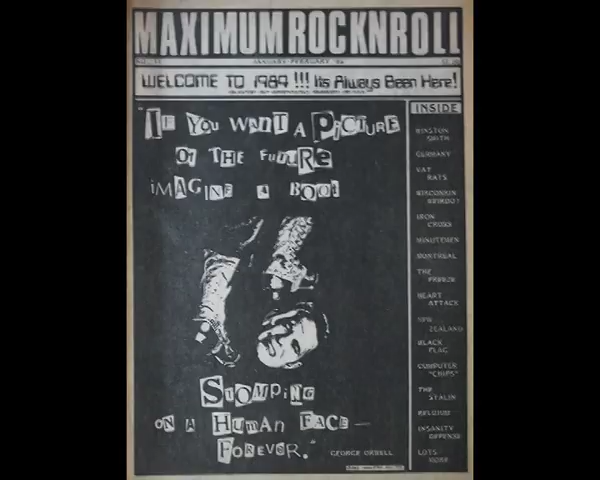 MAXIMUMROCKNROLL
JANUARY-FEBRUARY '84
WELCOME TO 1984 !!! Its Always Been Here!
"IF YOU WANT A PICTURE
Of THE FUTURE
iMAGINE A BOOt
StOMPiNG
ON A HUMAN FACE—
FOREVER."
GEORGE ORWELL
INSIDE
WINSTON
SMITH
GERMANY
VAT
RATS
WISCONSIN
IRON
CROSS
MINUTEMEN
MONTREAL
THE
FREEZE
HEART
ATTACK
NEW
ZEALAND
BLACK
FLAG
COMPUTER
"CHIPS"
THE
STALIN
BELGIUM
INSANITY
DEFENSE
LOTS
MORE